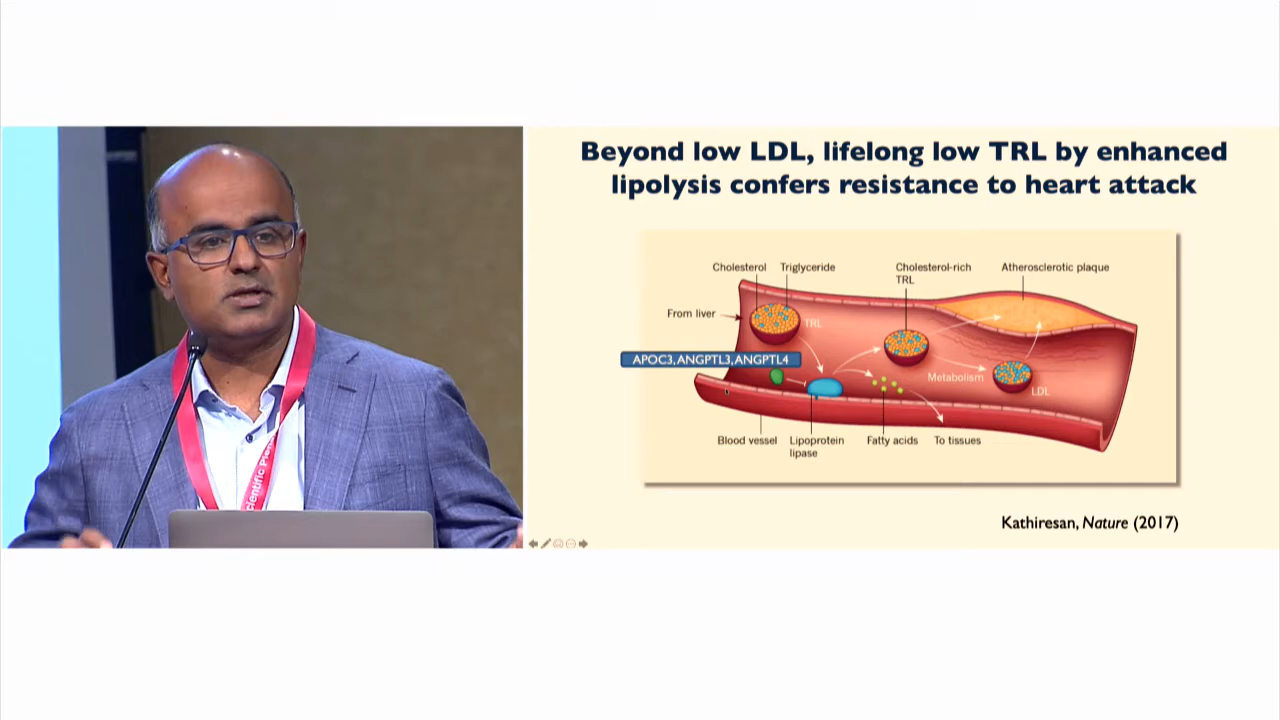 Beyond low LDL, lifelong low TRL by enhanced
lipolysis confers resistance to heart attack
Cholesterol
Triglyceride
Cholesterol-rich
TRL
Atherosclerotic plaque
From liver
TRL
APOC3, ANGPTL3, ANGPTL4
Metabolism
LDL
Blood vessel
Lipoprotein
lipase
Fatty acids
To tissues
Kathiresan, Nature (2017)